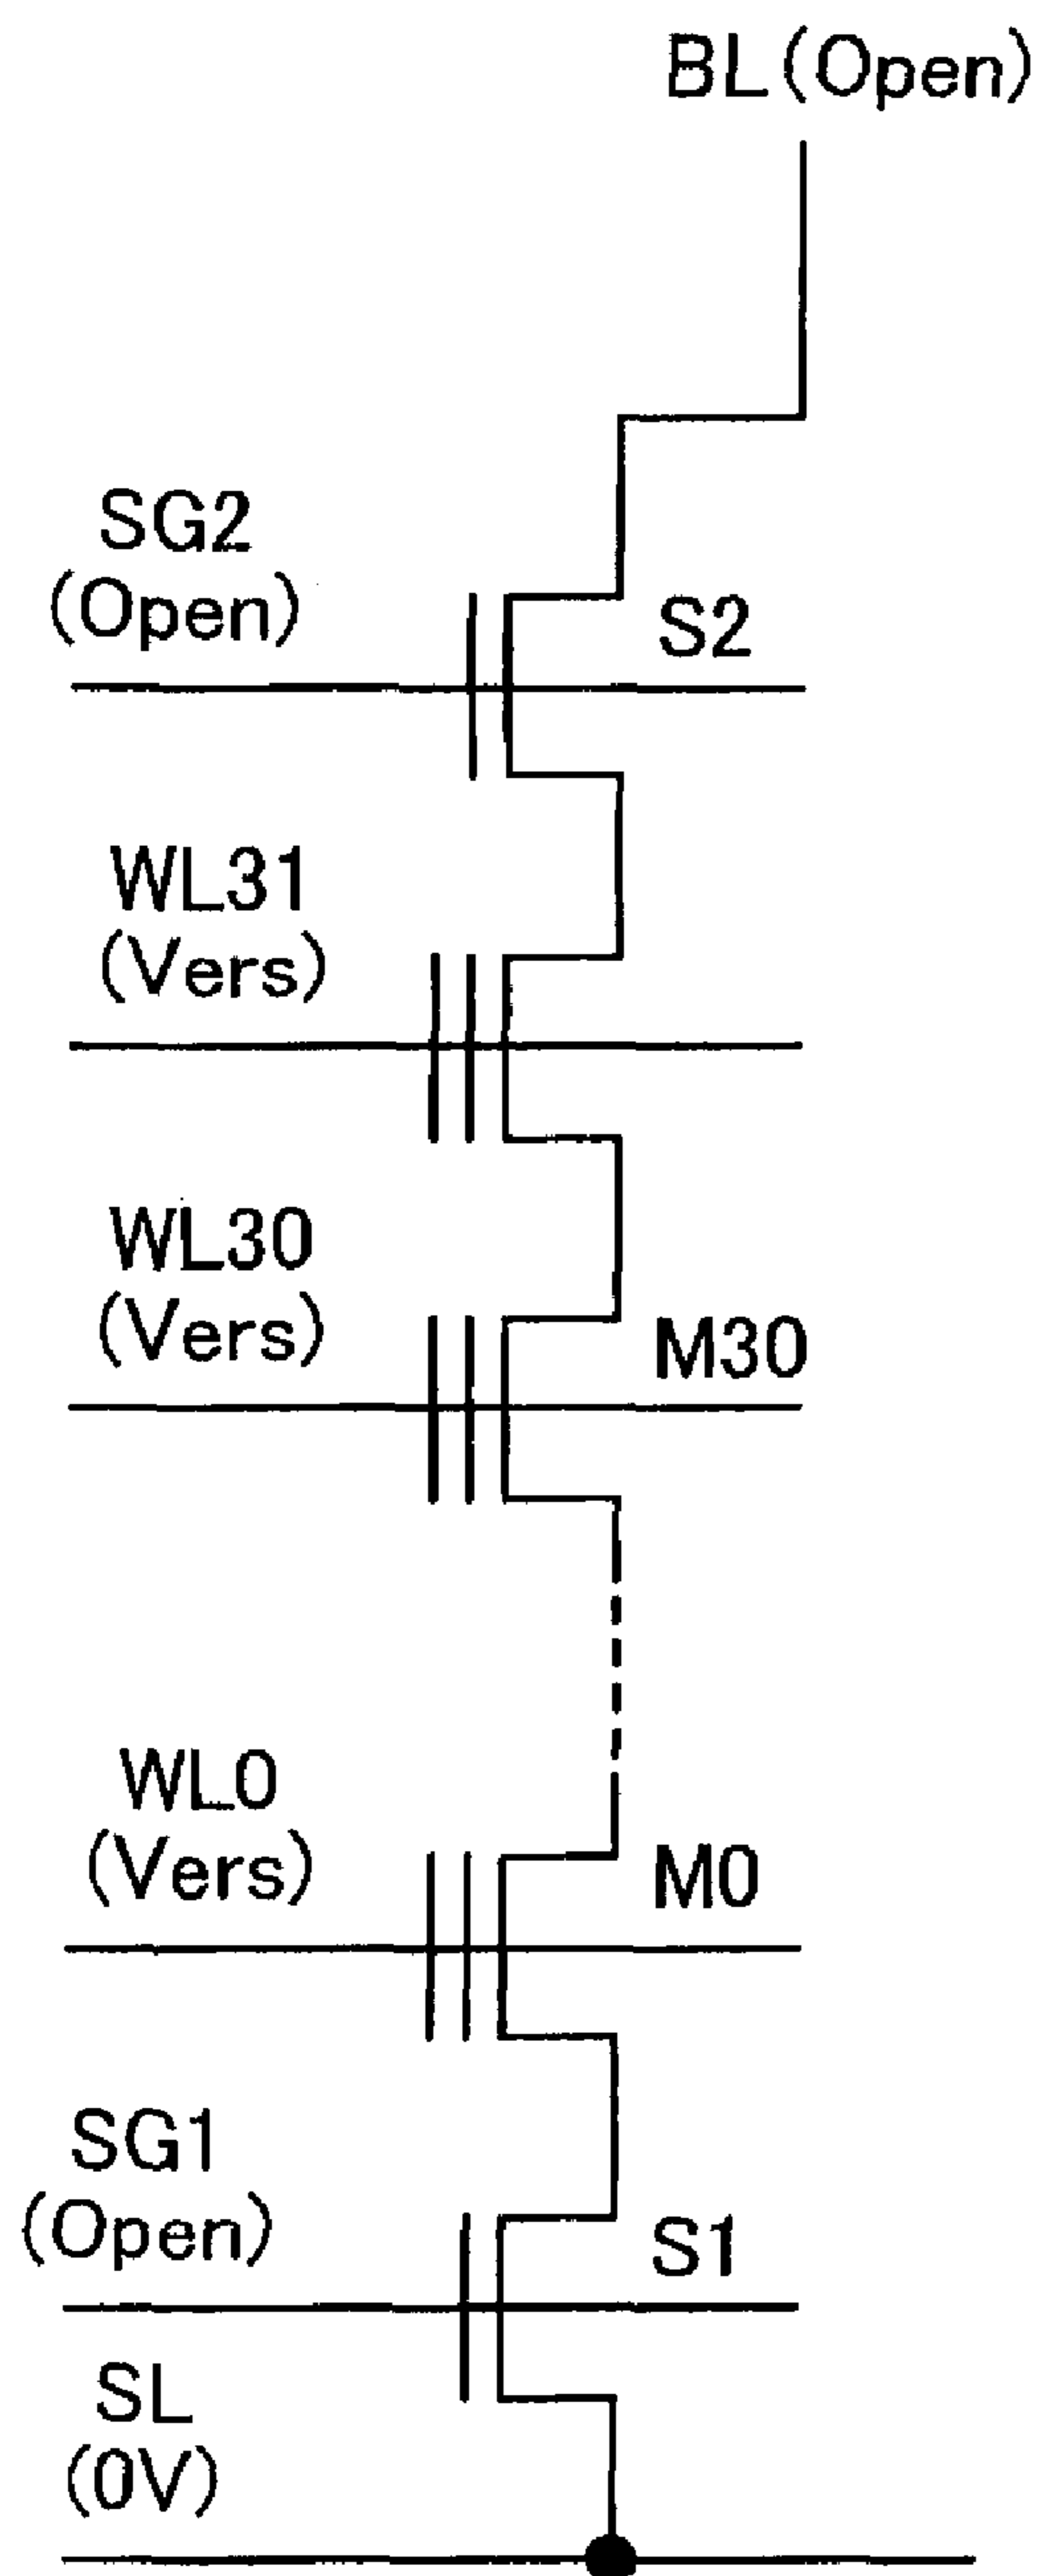 BL(Open)
SG2
(Open)
S2
WL31
(Vers)
WL30
(Vers)
M30
WL0
(Vers)
M0
SG1
(Open)
S1
SL
(0V)